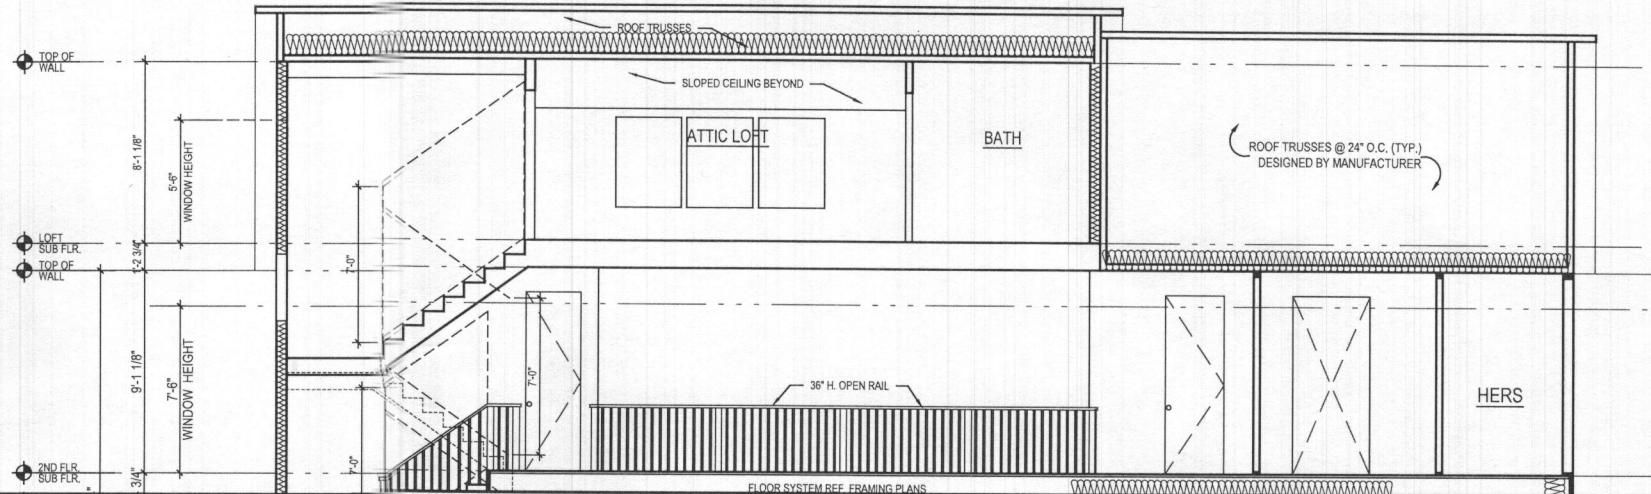 ROOF TRUSSES
TOP OF
WALL
SLOPED CEILING BEYOND
ATTIC LOFT
BATH
ROOF TRUSSES @ 24" O.C. (TYP.)
DESIGNED BY MANUFACTURER
8'-1 1/8"
5'-6"
WINDOW HEIGHT
LOFT
SUB FLR.
1'-2 3/4"
TOP OF
WALL
7'-0"
9'-1 1/8"
7'-6"
WINDOW HEIGHT
7'-0"
36" H. OPEN RAIL
HERS
7'-0"
2ND FLR.
SUB FLR.
3/4"
FLOOR SYSTEM REF. FRAMING PLANS